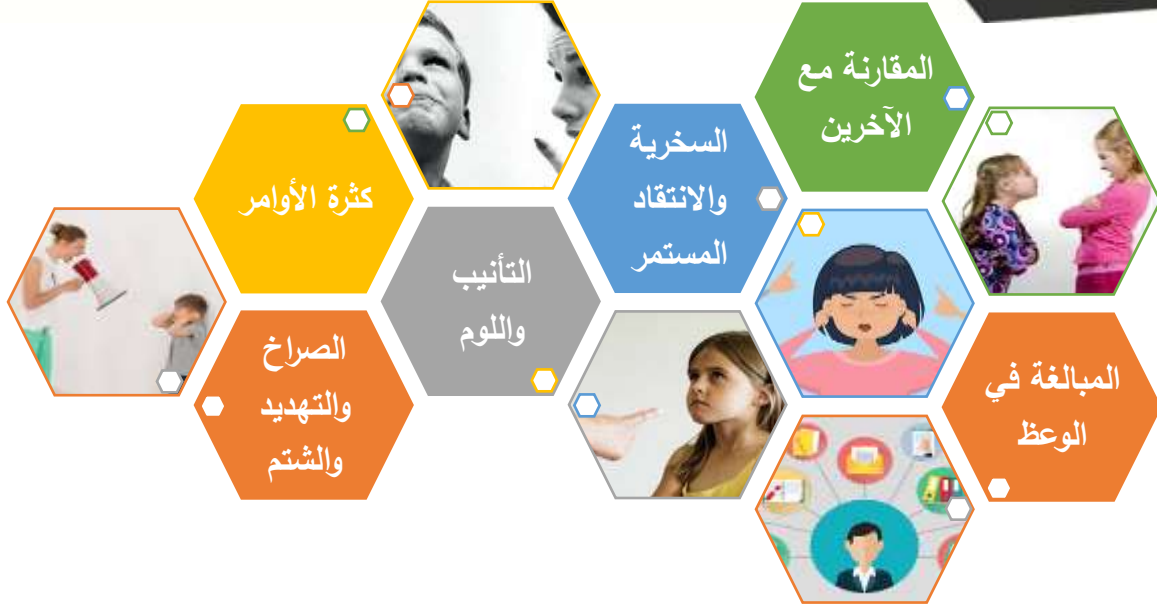 المقارنة مع
الآخرين
السخرية
والانتقاد
المستمر
كثرة الأوامر
التأنيب
واللوم
الصراخ
والتهديد
والشتم
المبالغة في
الوعظ